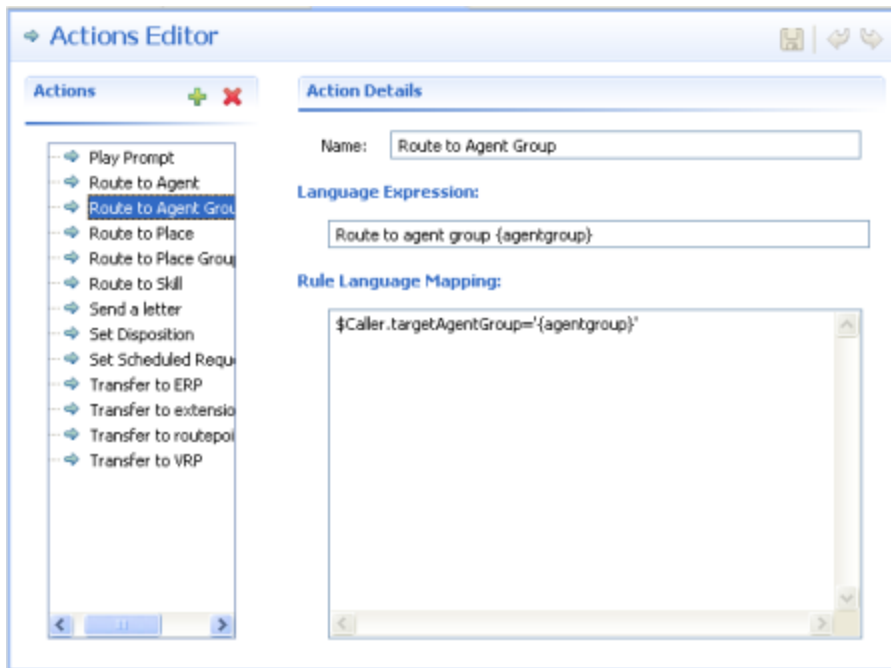 Actions Editor
Actions
Play Prompt
Route to Agent
Route to Agent Grou
Route to Place
Route to Place Group
Route to Skill
Send a letter
Set Disposition
Set Scheduled Reque
Transfer to ERP
Transfer to extensio
Transfer to routepoi
Transfer to VRP
Action Details
Name: Route to Agent Group
Language Expression:
Route to agent group {agentgroup}
Rule Language Mapping:
$Caller.targetAgentGroup='{agentgroup}'